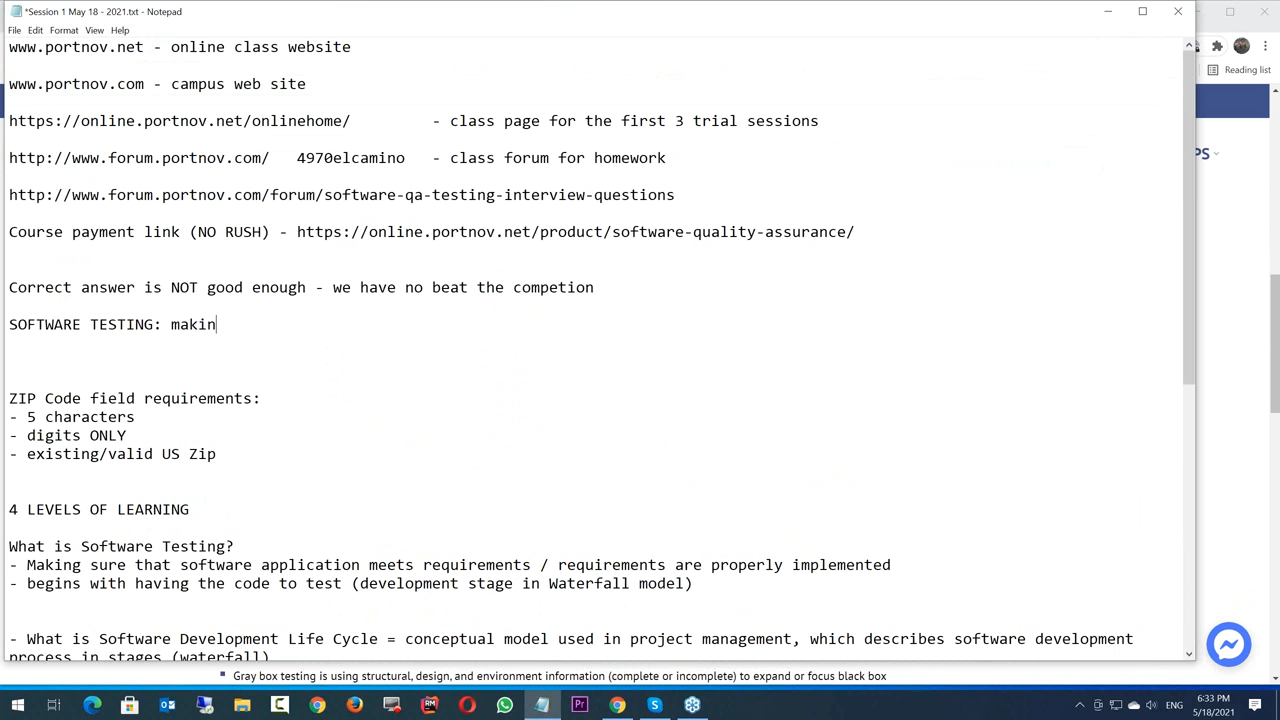 *Session 1 May 18 - 2021.txt - Notepad
File Edit Format View Help
www.portnov.net - online class website
www.portnov.com - campus web site
https://online.portnov.net/onlinehome/ - class page for the first 3 trial sessions
http://www.forum.portnov.com/ 4970elcamino - class forum for homework
http://www.forum.portnov.com/forum/software-qa-testing-interview-questions
Course payment link (NO RUSH) - https://online.portnov.net/product/software-quality-assurance/
Correct answer is NOT good enough - we have no beat the competion
SOFTWARE TESTING: makin
ZIP Code field requirements:
- 5 characters
- digits ONLY
- existing/valid US Zip
4 LEVELS OF LEARNING
What is Software Testing?
- Making sure that software application meets requirements / requirements are properly implemented
- begins with having the code to test (development stage in Waterfall model)
- What is Software Development Life Cycle = conceptual model used in project management, which describes software development
process in stages (waterfall)
Reading list
PS
Gray box testing is using structural, design, and environment information (complete or incomplete) to expand or focus black box
ENG
6:33 PM
5/18/2021